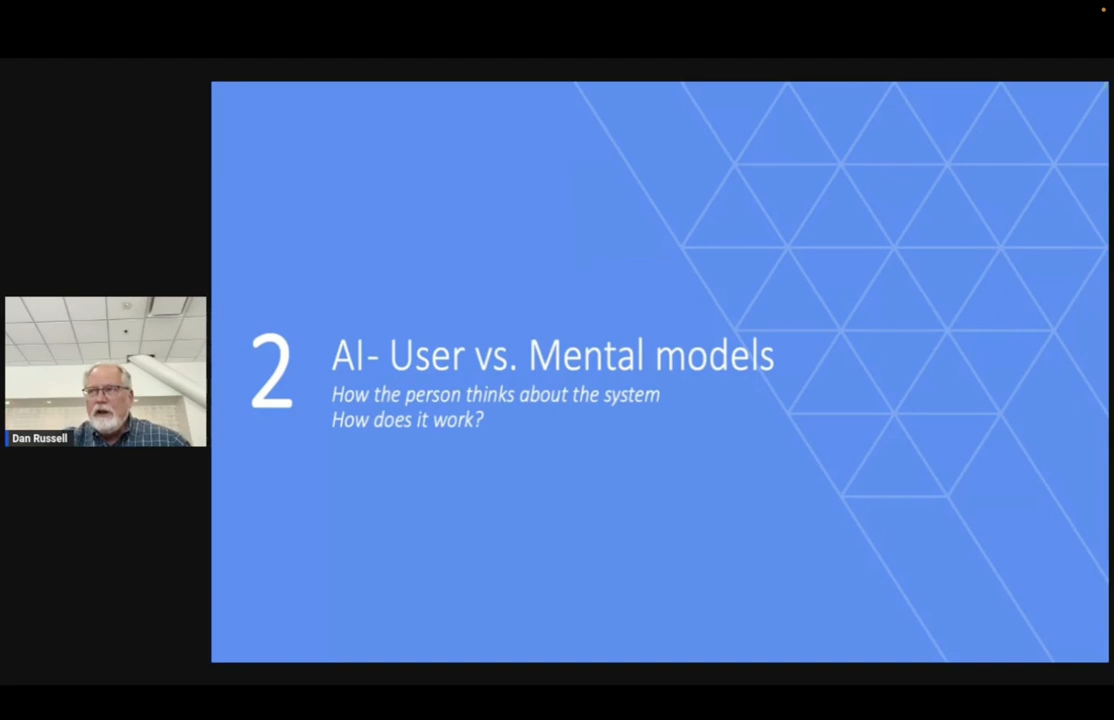 2
AI- User vs. Mental models
How the person thinks about the system
How does it work?
Dan Russell